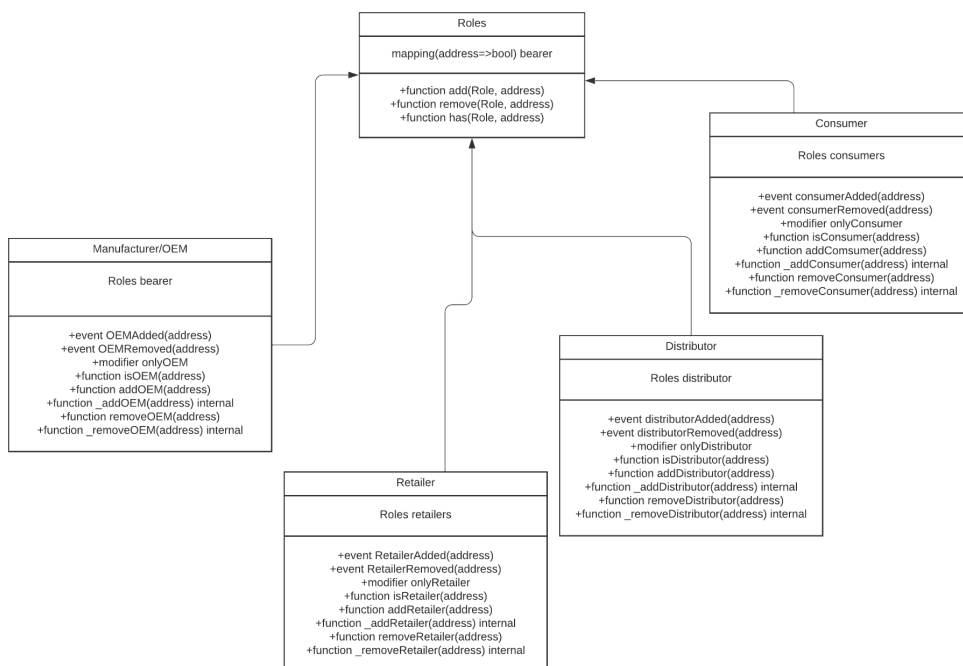 Roles
mapping(address=>bool) bearer
+function add(Role, address)
+function remove(Role, address)
+function has(Role, address)
Consumer
Roles consumers
+event consumerAdded(address)
+event consumerRemoved(address)
+modifier onlyConsumer
+function isConsumer(address)
+function addComsumer(address)
+function _addConsumer(address) internal
+function removeConsumer(address)
+function _removeConsumer(address) internal
Manufacturer/OEM
Roles bearer
+event OEMAdded(address)
+event OEMRemoved(address)
+modifier onlyOEM
+function isOEM(address)
+function addOEM(address)
+function _addOEM(address) internal
+function removeOEM(address)
+function _removeOEM(address) internal
Distributor
Roles distributor
+event distributorAdded(address)
+event distributorRemoved(address)
+modifier onlyDistributor
+function isDistributor(address)
+function addDistributor(address)
+function _addDistributor(address) internal
+function removeDistributor(address)
+function _removeDistributor(address) internal
Retailer
Roles retailers
+event RetailerAdded(address)
+event RetailerRemoved(address)
+modifier onlyRetailer
+function isRetailer(address)
+function addRetailer(address)
+function _addRetailer(address) internal
+function removeRetailer(address)
+function _removeRetailer(address) internal